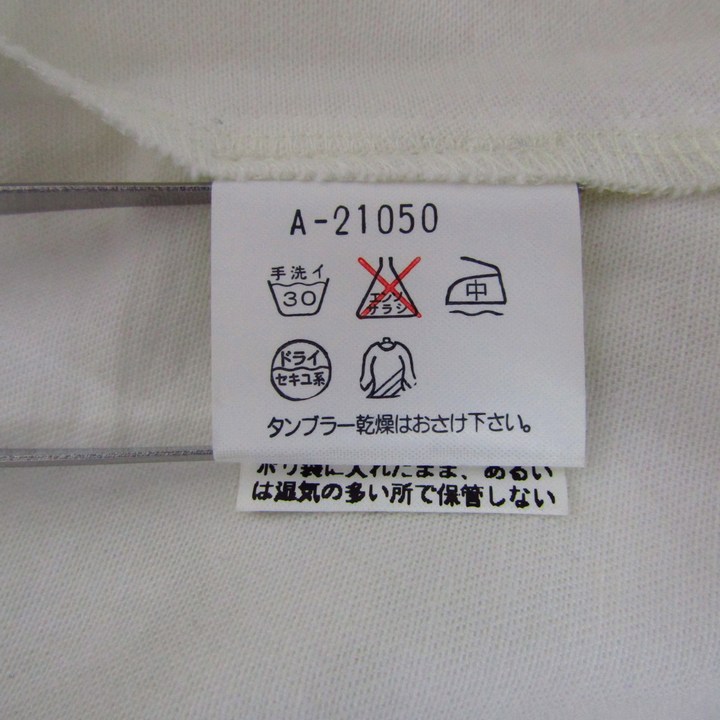 A-21050
手洗イ
30
エンソ
サラシ
中
ドライ
セキユ系
タンブラー乾燥はおさけ下さい。
ポリ袋に入れたまま、あるい
は湿気の多い所で保管しない